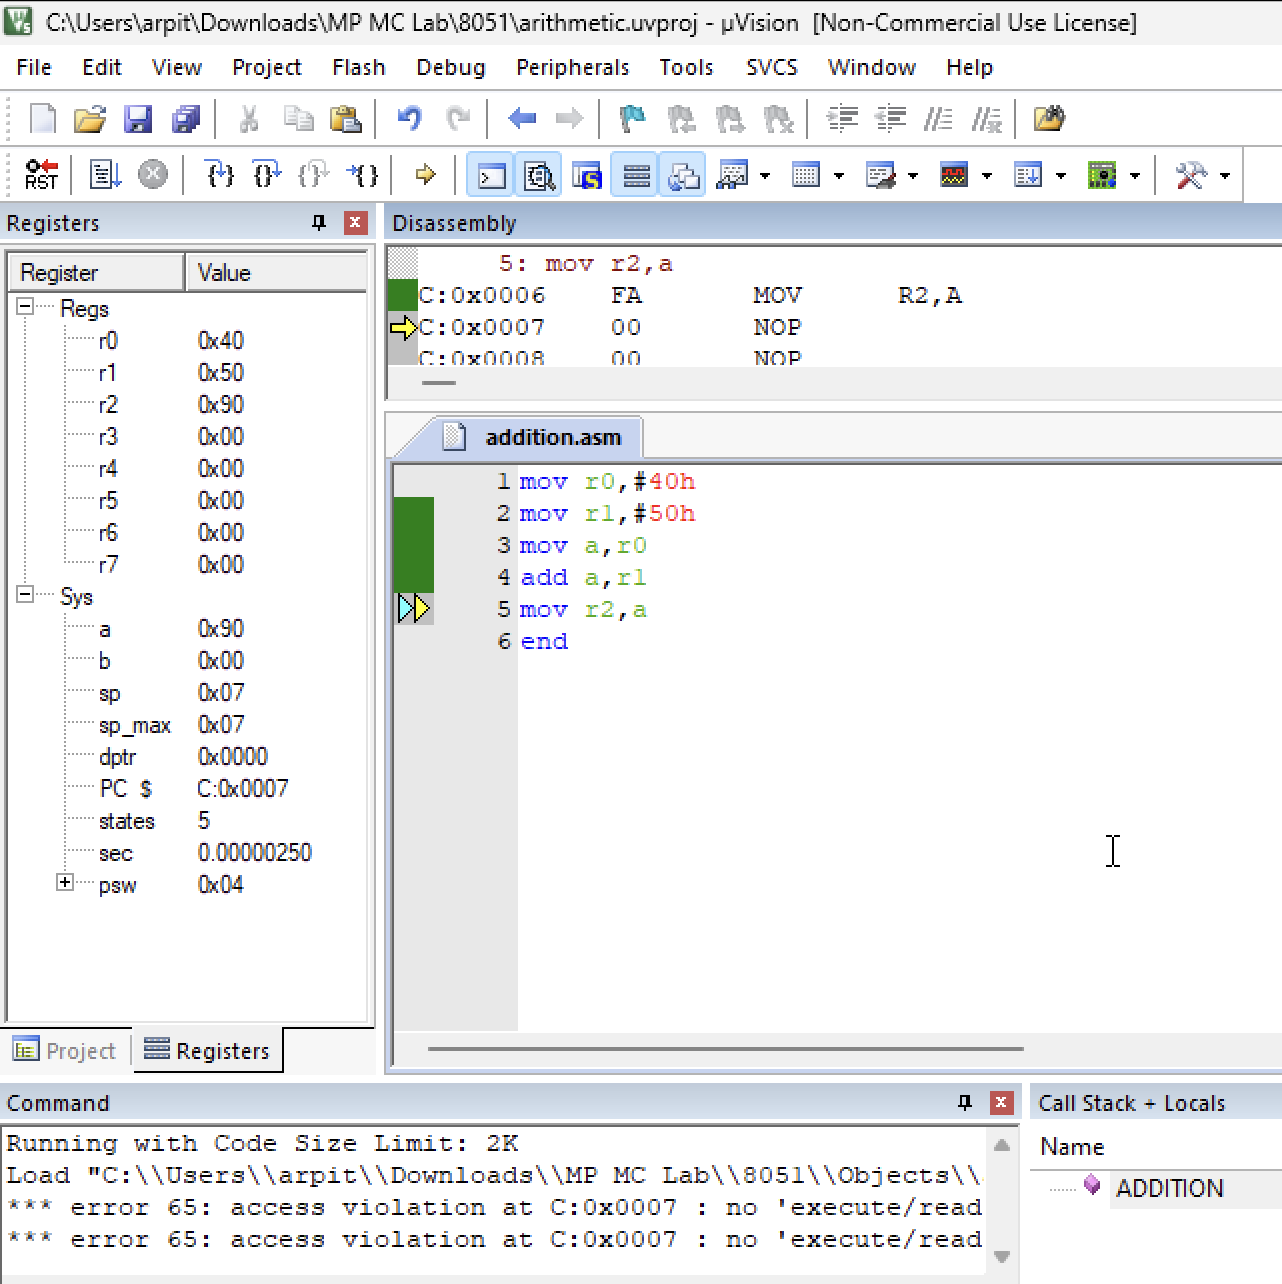 C:\Users\arpit\Downloads\MP MC Lab\8051\arithmetic.uvproj - µVision  [Non-Commercial Use License]
File Edit View Project Flash Debug Peripherals Tools SVCS Window Help
RST
Registers
Register Value
Regs
r0 0x40
r1 0x50
r2 0x90
r3 0x00
r4 0x00
r5 0x00
r6 0x00
r7 0x00
Sys
a 0x90
b 0x00
sp 0x07
sp_max 0x07
dptr 0x0000
PC $ C:0x0007
states 5
sec 0.00000250
psw 0x04
Project Registers
Disassembly
5: mov r2,a
C:0x0006 FA MOV R2,A
C:0x0007 00 NOP
C:0x0008 00 NOP
addition.asm
1 mov r0,#40h
2 mov r1,#50h
3 mov a,r0
4 add a,r1
5 mov r2,a
6 end
Command
Running with Code Size Limit: 2K
Load "C:\\Users\\arpit\\Downloads\\MP MC Lab\\8051\\Objects\\
*** error 65: access violation at C:0x0007 : no 'execute/read
*** error 65: access violation at C:0x0007 : no 'execute/read
Call Stack + Locals
Name
ADDITION